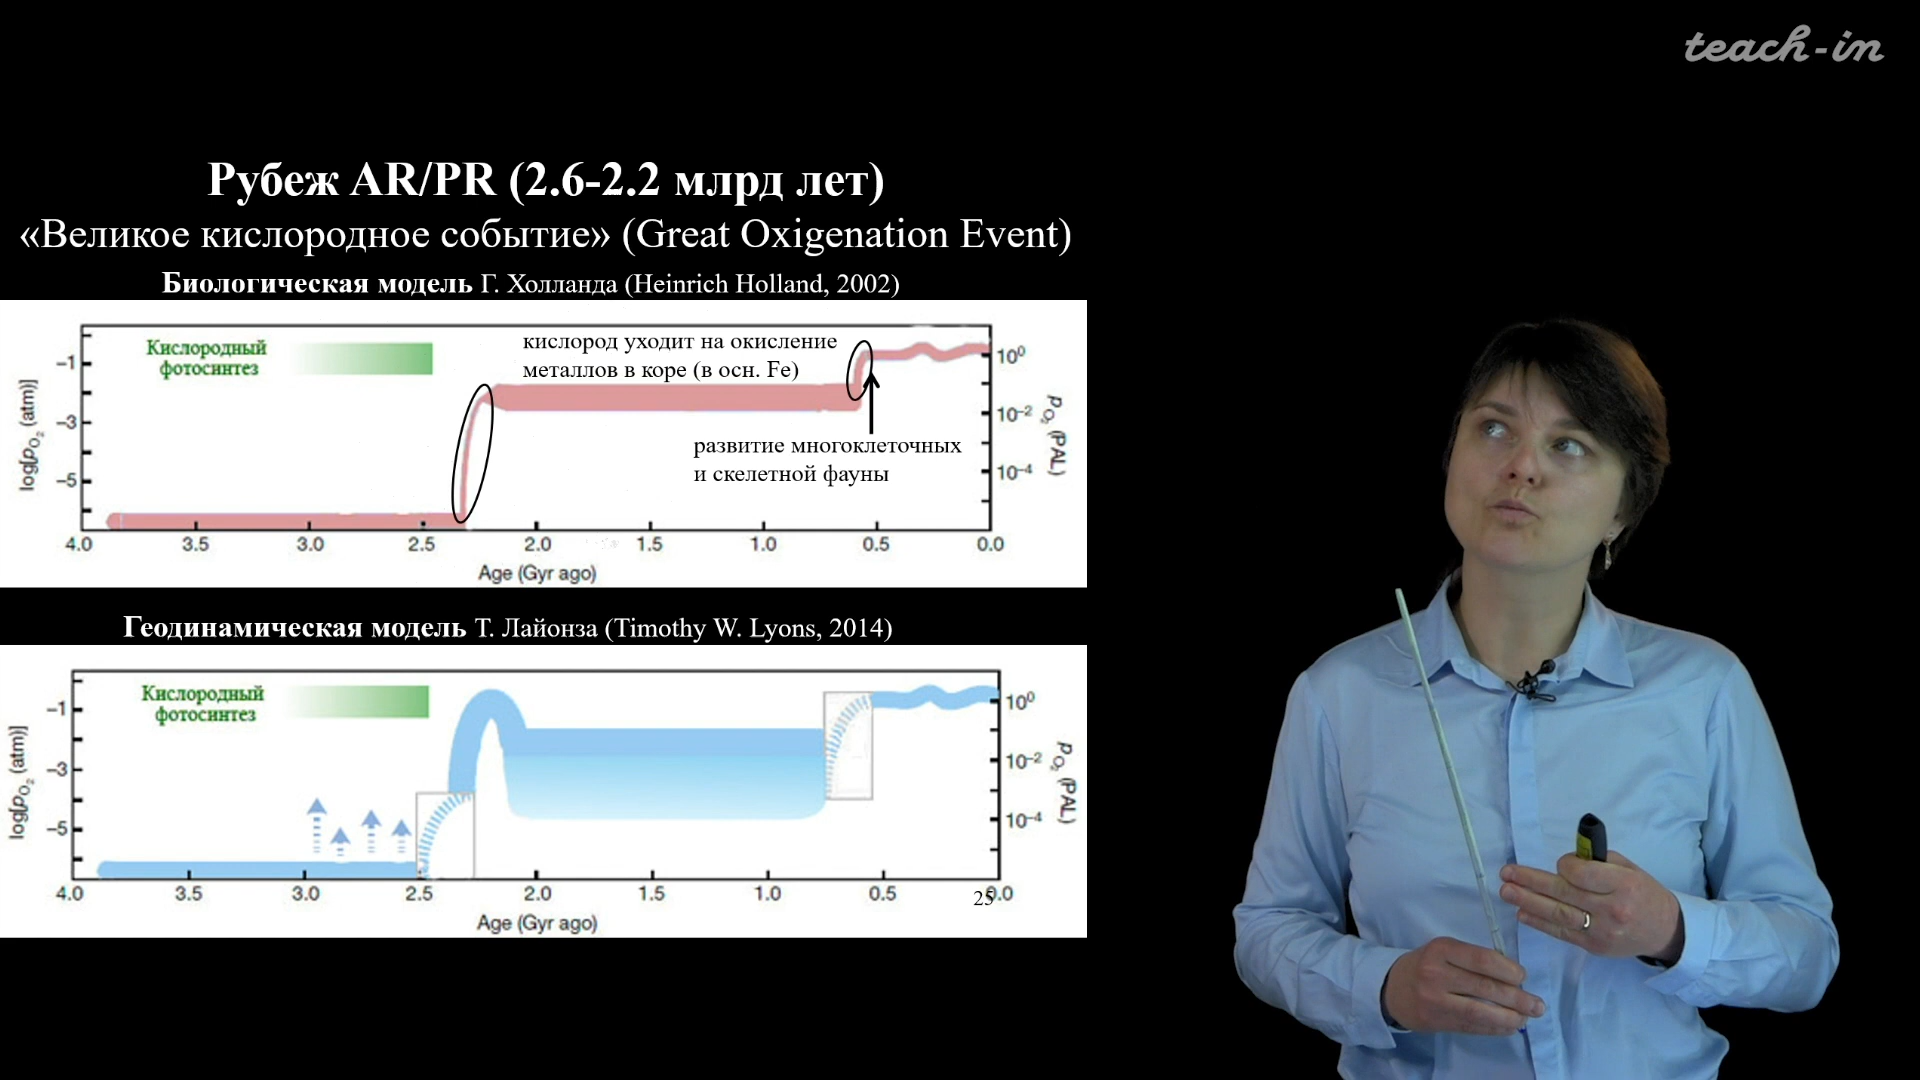 teach-in
Рубеж AR/PR (2.6-2.2 млрд лет)
«Великое кислородное событие» (Great Oxigenation Event)
Биологическая модель Г. Холланда (Heinrich Holland, 2002)
Кислородный
фотосинтез
кислород уходит на окисление
металлов в коре (в осн. Fe)
развитие многоклеточных
и скелетной фауны
log[pO₂ (atm)]
−1
−3
−5
10⁰
10⁻²
10⁻⁴
pO₂ (PAL)
4.0 3.5 3.0 2.5 2.0 1.5 1.0 0.5 0.0
Age (Gyr ago)
Геодинамическая модель Т. Лайонза (Timothy W. Lyons, 2014)
Кислородный
фотосинтез
log[pO₂ (atm)]
−1
−3
−5
10⁰
10⁻²
10⁻⁴
pO₂ (PAL)
4.0 3.5 3.0 2.5 2.0 1.5 1.0 0.5 0.0
25
Age (Gyr ago)